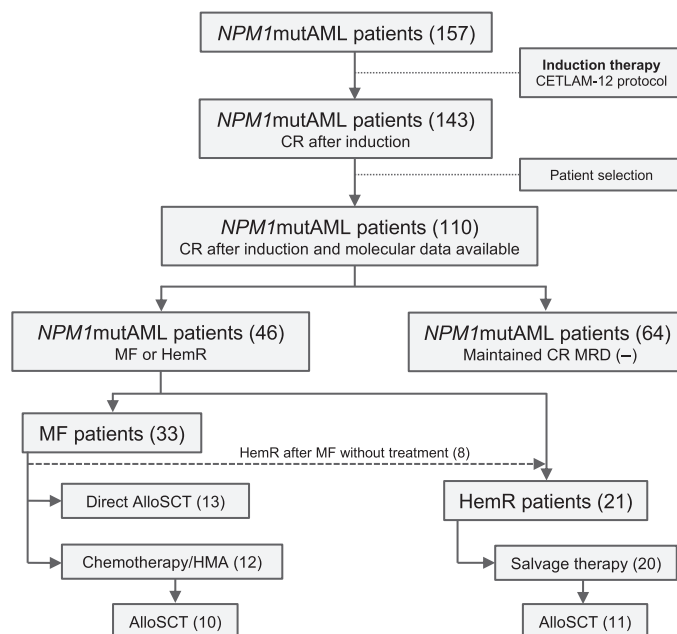 NPM1mutAML patients (157)
Induction therapy
CETLAM-12 protocol
NPM1mutAML patients (143)
CR after induction
Patient selection
NPM1mutAML patients (110)
CR after induction and molecular data available
NPM1mutAML patients (46)
MF or HemR
NPM1mutAML patients (64)
Maintained CR MRD (–)
MF patients (33)
HemR after MF without treatment (8)
Direct AlloSCT (13)
HemR patients (21)
Chemotherapy/HMA (12)
Salvage therapy (20)
AlloSCT (10)
AlloSCT (11)